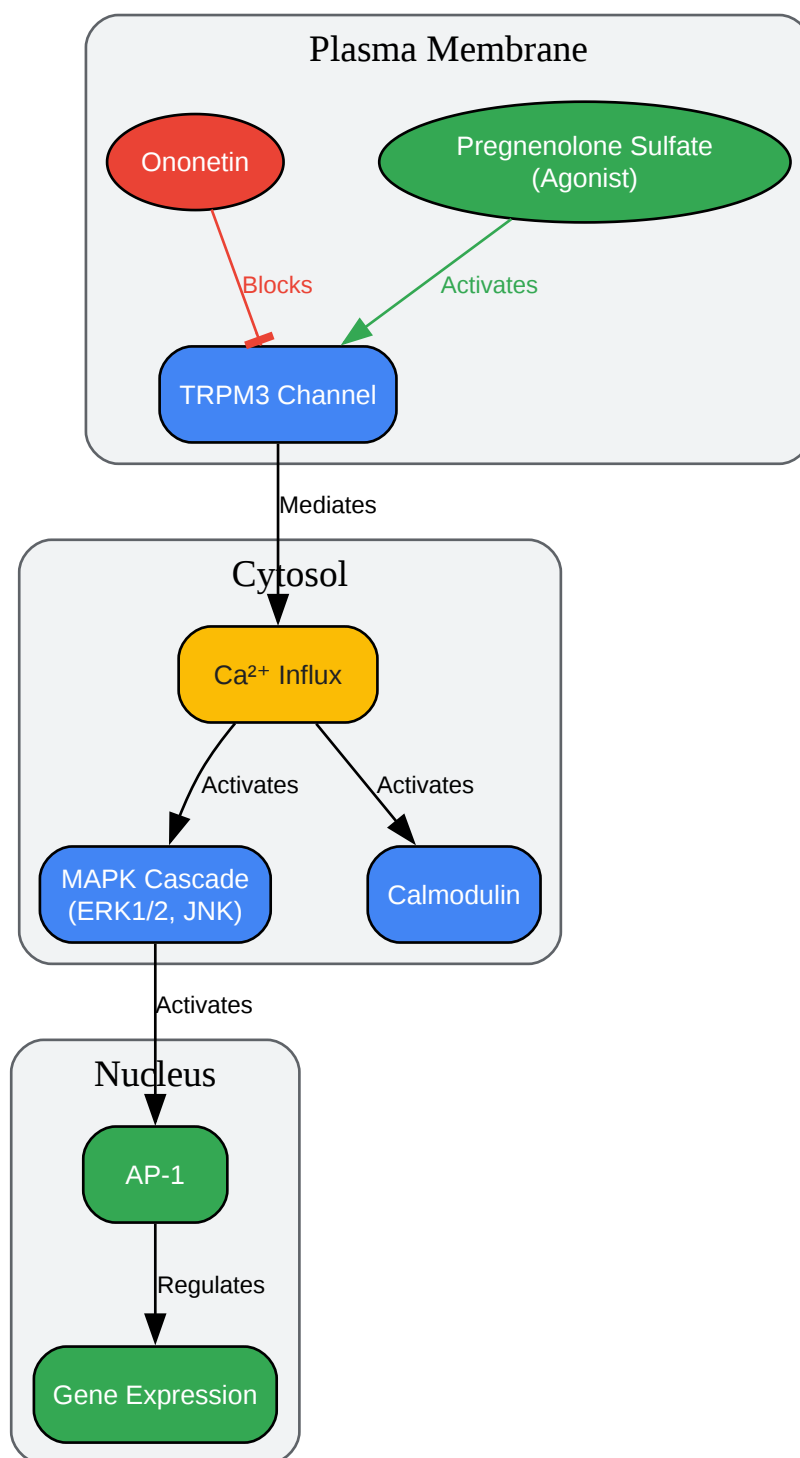 Plasma Membrane
Ononetin
Pregnenolone Sulfate
(Agonist)
Blocks
Activates
TRPM3 Channel
Mediates
Cytosol
Ca²⁺ Influx
Activates
Activates
MAPK Cascade
(ERK1/2, JNK)
Calmodulin
Activates
Nucleus
AP-1
Regulates
Gene Expression